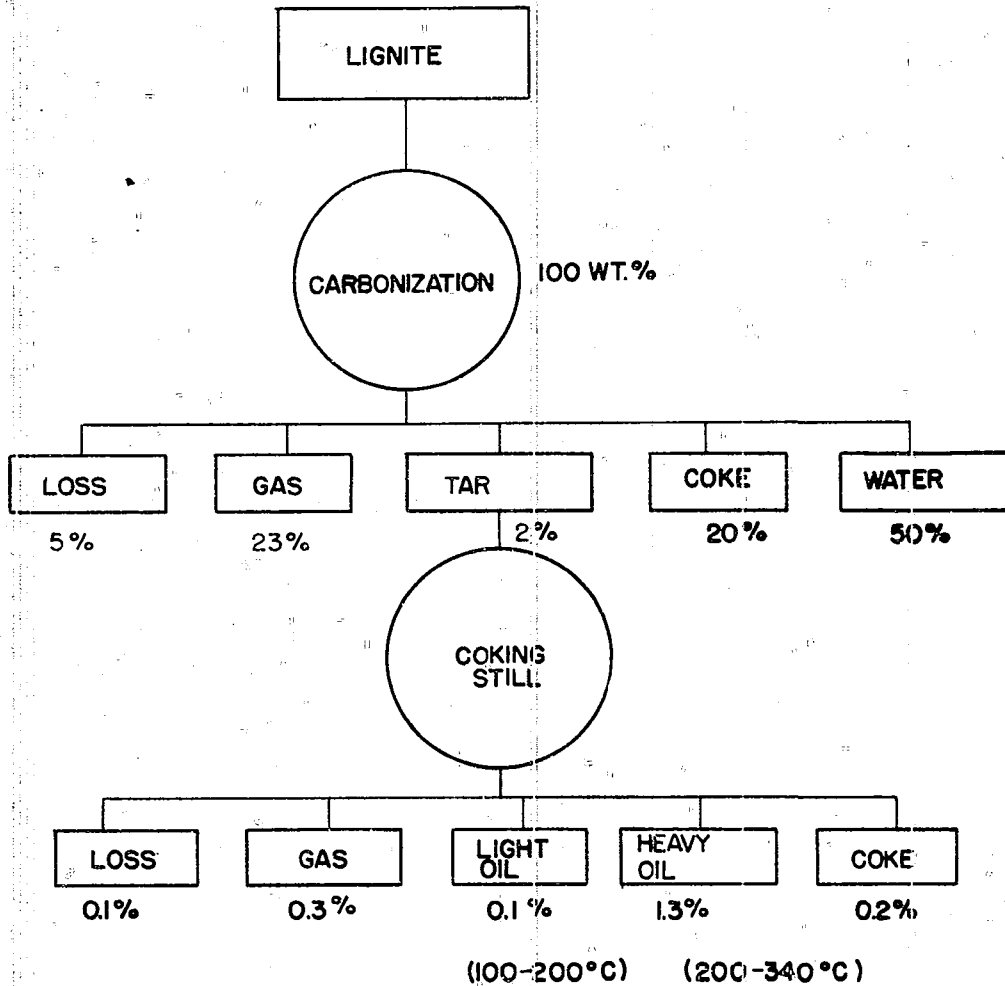 LIGNITE
CARBONIZATION
100 WT.%
LOSS
GAS
TAR
COKE
WATER
5%
23%
2%
20%
50%
COKING
STILL
LOSS
GAS
LIGHT
OIL
HEAVY
OIL
COKE
0.1%
0.3%
0.1%
1.3%
0.2%
(100-200°C)
(200-340°C)